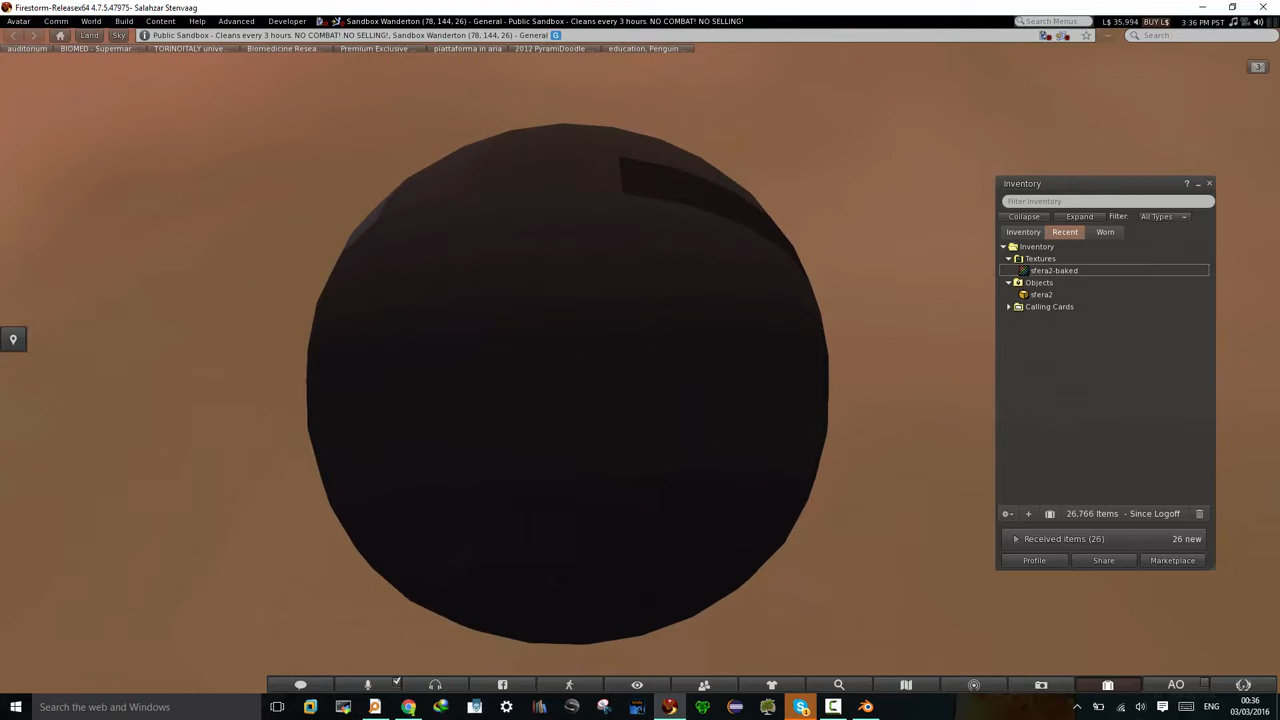 Firestorm-Releasex64 4.7.5.47975- Salahzar Stenvaag
Avatar Comm World Build Content Help Advanced Developer Sandbox Wanderton (78, 144, 26) - General - Public Sandbox - Cleans every 3 hours. NO COMBAT! NO SELLING! Search Menus L$ 35,994 BUY L$ 3:36 PM PST
Land Sky Public Sandbox - Cleans every 3 hours. NO COMBAT! NO SELLING!, Sandbox Wanderton (78, 144, 26) - General G Search
auditorium BIOMED - Supermar... TORINOITALY unive... Biomedicine Resea... Premium Exclusive ... piattaforma in aria 2012 PyramiDoodle ... education, Penguin ...
3
Inventory ?
Filter Inventory
Collapse Expand Filter: All Types
Inventory Recent Worn
Inventory
Textures
sfera2-baked
Objects
sfera2
Calling Cards
26,766 Items - Since Logoff
Received Items (26) 26 new
Profile Share Marketplace
AO
Search the web and Windows
ENG
00:36
03/03/2016